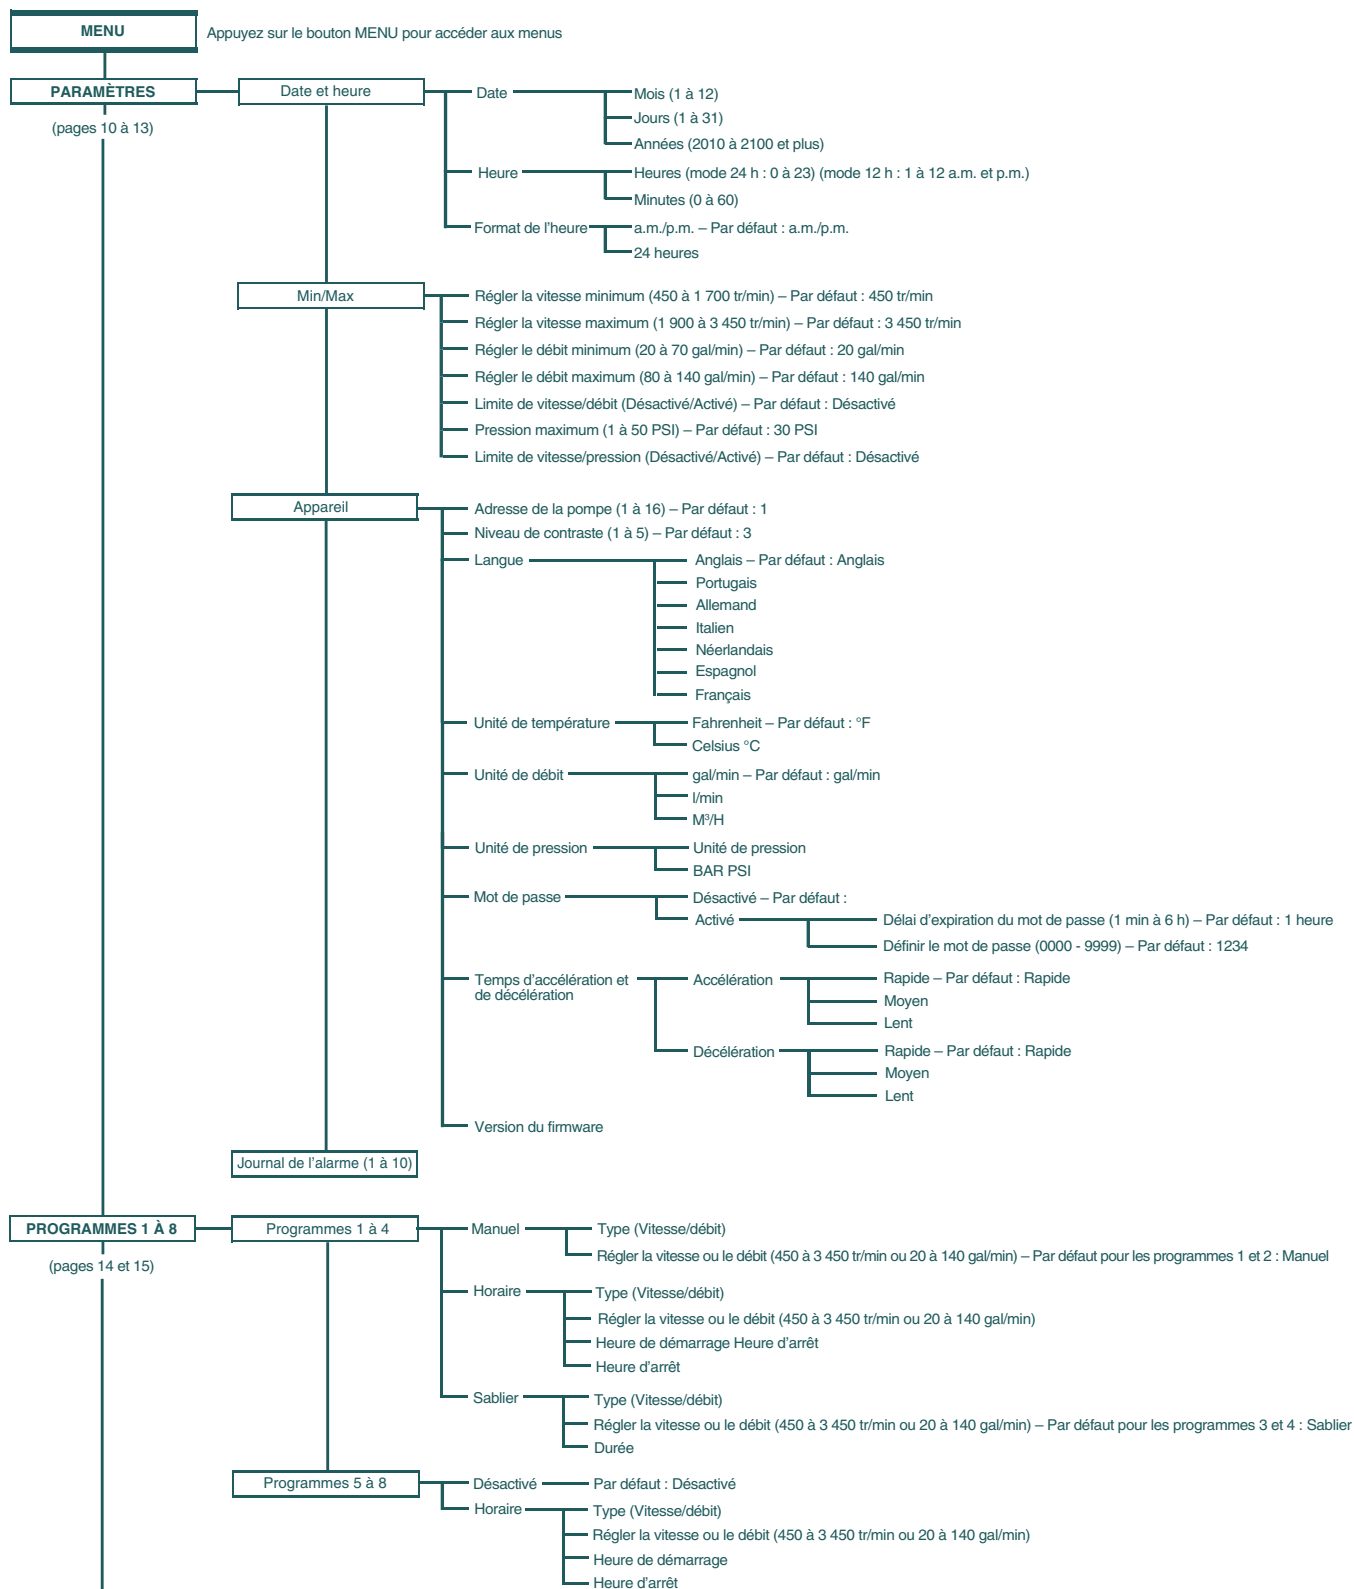 MENU
Appuyez sur le bouton MENU pour accéder aux menus
PARAMÈTRES
(pages 10 à 13)
Date et heure
Date
Mois (1 à 12)
Jours (1 à 31)
Années (2010 à 2100 et plus)
Heure
Heures (mode 24 h : 0 à 23) (mode 12 h : 1 à 12 a.m. et p.m.)
Minutes (0 à 60)
Format de l'heure
a.m./p.m. – Par défaut : a.m./p.m.
24 heures
Min/Max
Régler la vitesse minimum (450 à 1 700 tr/min) – Par défaut : 450 tr/min
Régler la vitesse maximum (1 900 à 3 450 tr/min) – Par défaut : 3 450 tr/min
Régler le débit minimum (20 à 70 gal/min) – Par défaut : 20 gal/min
Régler le débit maximum (80 à 140 gal/min) – Par défaut : 140 gal/min
Limite de vitesse/débit (Désactivé/Activé) – Par défaut : Désactivé
Pression maximum (1 à 50 PSI) – Par défaut : 30 PSI
Limite de vitesse/pression (Désactivé/Activé) – Par défaut : Désactivé
Appareil
Adresse de la pompe (1 à 16) – Par défaut : 1
Niveau de contraste (1 à 5) – Par défaut : 3
Langue
Anglais – Par défaut : Anglais
Portugais
Allemand
Italien
Néerlandais
Espagnol
Français
Unité de température
Fahrenheit – Par défaut : °F
Celsius °C
Unité de débit
gal/min – Par défaut : gal/min
l/min
M³/H
Unité de pression
Unité de pression
BAR PSI
Mot de passe
Désactivé – Par défaut :
Activé
Délai d'expiration du mot de passe (1 min à 6 h) – Par défaut : 1 heure
Définir le mot de passe (0000 - 9999) – Par défaut : 1234
Temps d'accélération et
de décélération
Accélération
Rapide – Par défaut : Rapide
Moyen
Lent
Décélération
Rapide – Par défaut : Rapide
Moyen
Lent
Version du firmware
Journal de l'alarme (1 à 10)
PROGRAMMES 1 À 8
(pages 14 et 15)
Programmes 1 à 4
Manuel
Type (Vitesse/débit)
Régler la vitesse ou le débit (450 à 3 450 tr/min ou 20 à 140 gal/min) – Par défaut pour les programmes 1 et 2 : Manuel
Horaire
Type (Vitesse/débit)
Régler la vitesse ou le débit (450 à 3 450 tr/min ou 20 à 140 gal/min)
Heure de démarrage Heure d'arrêt
Heure d'arrêt
Sablier
Type (Vitesse/débit)
Régler la vitesse ou le débit (450 à 3 450 tr/min ou 20 à 140 gal/min) – Par défaut pour les programmes 3 et 4 : Sablier
Durée
Programmes 5 à 8
Désactivé
Par défaut : Désactivé
Horaire
Type (Vitesse/débit)
Régler la vitesse ou le débit (450 à 3 450 tr/min ou 20 à 140 gal/min)
Heure de démarrage
Heure d'arrêt